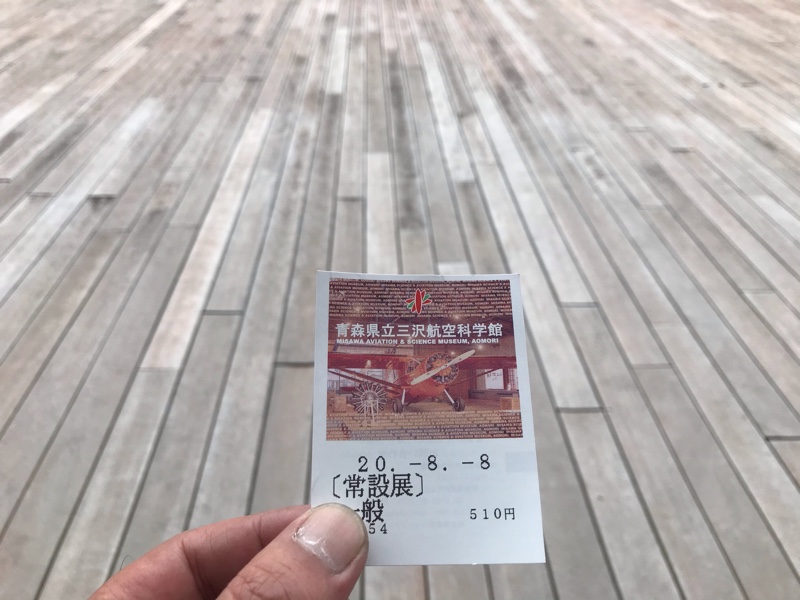 青森県立三沢航空科学館
MISAWA AVIATION & SCIENCE MUSEUM, AOMORI
20.-8.-8
〔常設展〕
一般
510円
54